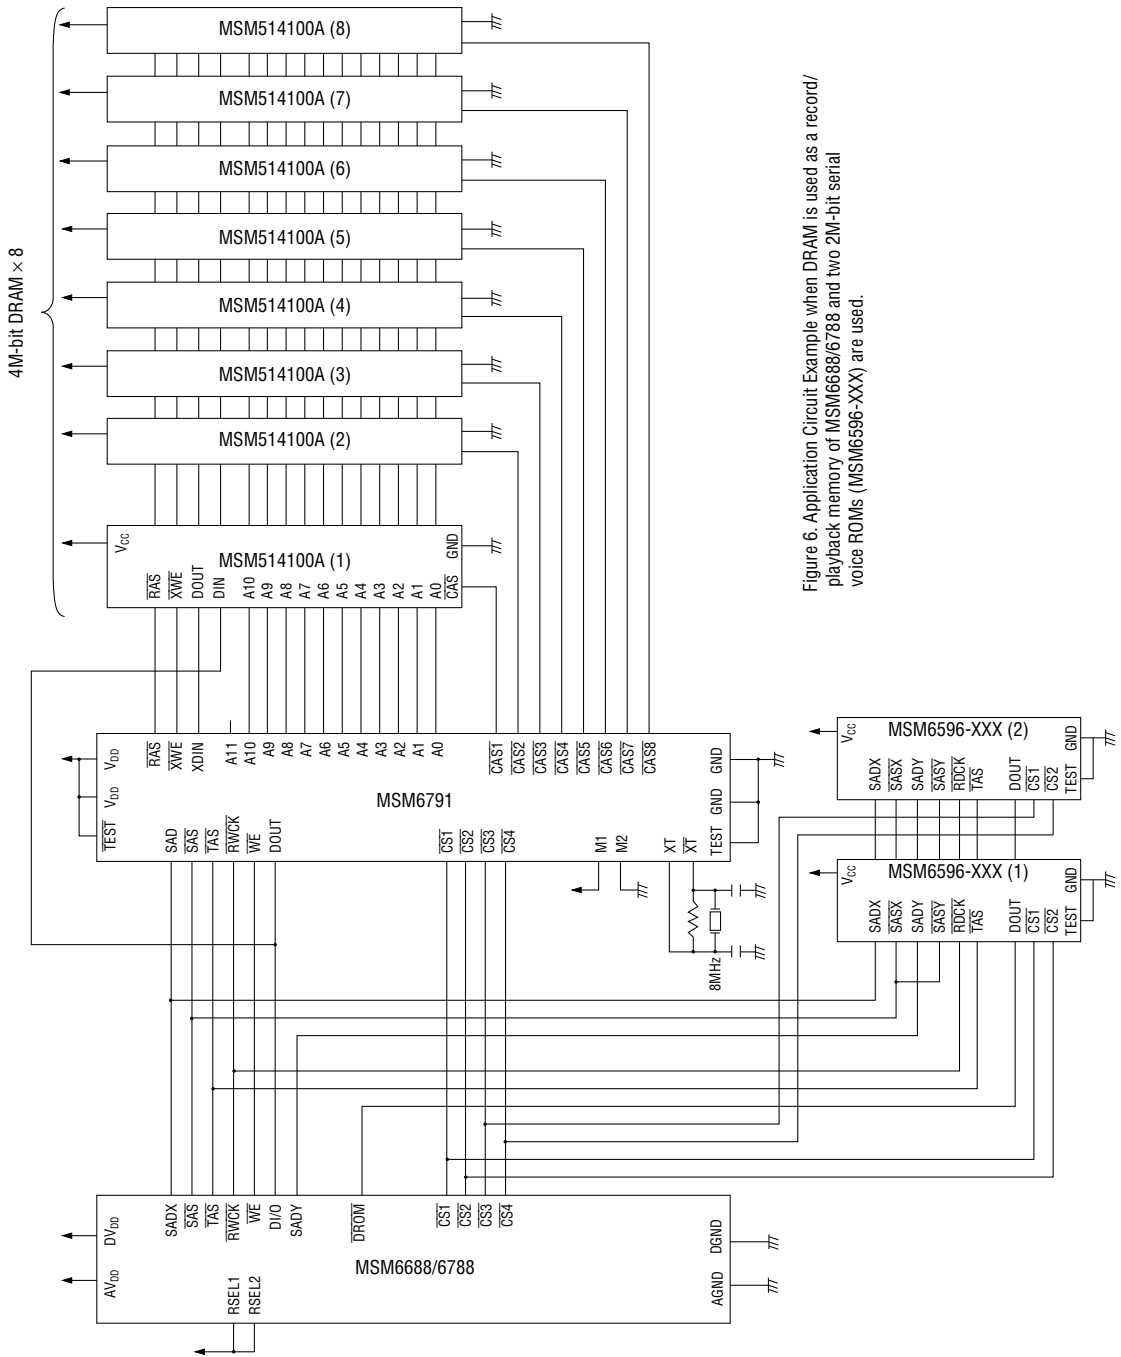 4M-bit DRAM × 8
MSM514100A (8)
MSM514100A (7)
MSM514100A (6)
MSM514100A (5)
MSM514100A (4)
MSM514100A (3)
MSM514100A (2)
MSM514100A (1)
VCC
GND
RAS
XWE
DOUT
DIN
A10
A9
A8
A7
A6
A5
A4
A3
A2
A1
A0
CAS
MSM6791
TEST
VDD
VDD
RAS
XWE
XDIN
A11
A10
A9
A8
A7
A6
A5
A4
A3
A2
A1
A0
CAS1
CAS2
CAS3
CAS4
CAS5
CAS6
CAS7
CAS8
SAD
SAS
TAS
RWCK
WE
DOUT
CS1
CS2
CS3
CS4
M1
M2
XT
XT
TEST
GND
GND
8MHz
MSM6688/6788
AVDD
DVDD
SADX
SAS
TAS
RWCK
WE
DI/O
SADY
DROM
CS1
CS2
CS3
CS4
RSEL1
RSEL2
AGND
DGND
MSM6596-XXX (2)
VCC
SADX
SASX
SADY
SASY
RDCK
TAS
DOUT
CS1
CS2
TEST
GND
MSM6596-XXX (1)
VCC
SADX
SASX
SADY
SASY
RDCK
TAS
DOUT
CS1
CS2
TEST
GND
Figure 6. Application Circuit Example when DRAM is used as a record/
playback memory of MSM6688/6788 and two 2M-bit serial
voice ROMs (MSM6596-XXX) are used.